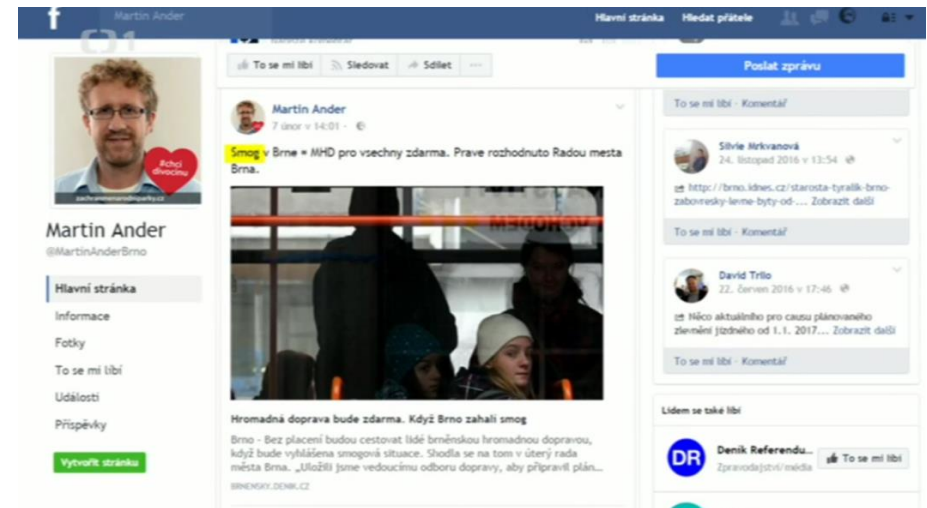 f Martin Ander
Hlavní stránka Hledat přátele
To se mi líbí Sledovat Sdílet ...
Poslat zprávu
#chci
divocinu
zachranmenarodniparky.cz
Martin Ander
@MartinAnderBrno
Hlavní stránka
Informace
Fotky
To se mi líbí
Události
Příspěvky
Vytvořit stránku
Martin Ander
7 únor v 14:01 ·
Smog v Brne = MHD pro vsechny zdarma. Prave rozhodnuto Radou mesta
Brna.
Hromadná doprava bude zdarma. Když Brno zahalí smog
Brno - Bez placení budou cestovat lidé brněnskou hromadnou dopravou,
když bude vyhlášena smogová situace. Shodla se na tom v úterý rada
města Brna. „Uložili jsme vedoucímu odboru dopravy, aby připravil plán...
BRNENSKY.DENIK.CZ
To se mi líbí · Komentář
Silvie Mrkvanová
24. listopad 2016 v 13:54
http://brno.idnes.cz/starosta-tyralik-brno-
zabovresky-levne-byty-od-... Zobrazit další
To se mi líbí · Komentář
David Trllo
22. červen 2016 v 17:46
Něco aktuálního pro causu plánovaného
zlevnění jízdného od 1.1. 2017... Zobrazit další
To se mi líbí · Komentář
Lidem se také líbí
DR
Deník Referendu...
Zpravodajství/média
To se mi líbí